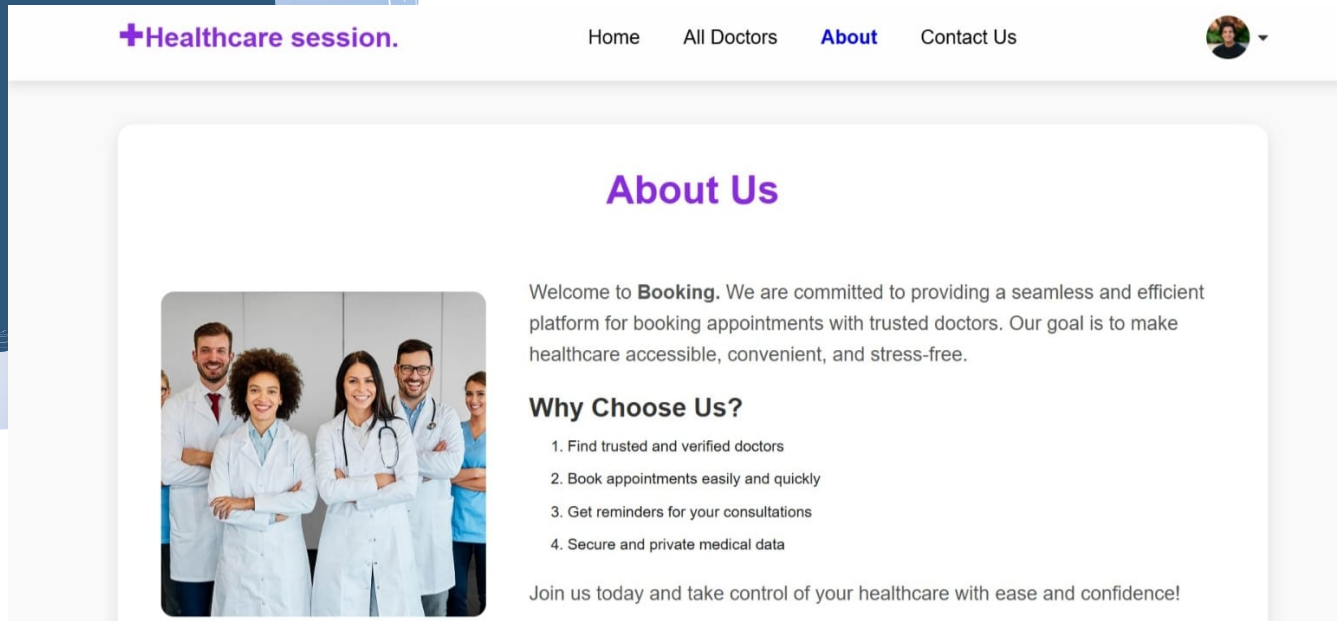 Healthcare session.
Home All Doctors About Contact Us
About Us
Welcome to Booking. We are committed to providing a seamless and efficient
platform for booking appointments with trusted doctors. Our goal is to make
healthcare accessible, convenient, and stress-free.
Why Choose Us?
1. Find trusted and verified doctors
2. Book appointments easily and quickly
3. Get reminders for your consultations
4. Secure and private medical data
Join us today and take control of your healthcare with ease and confidence!